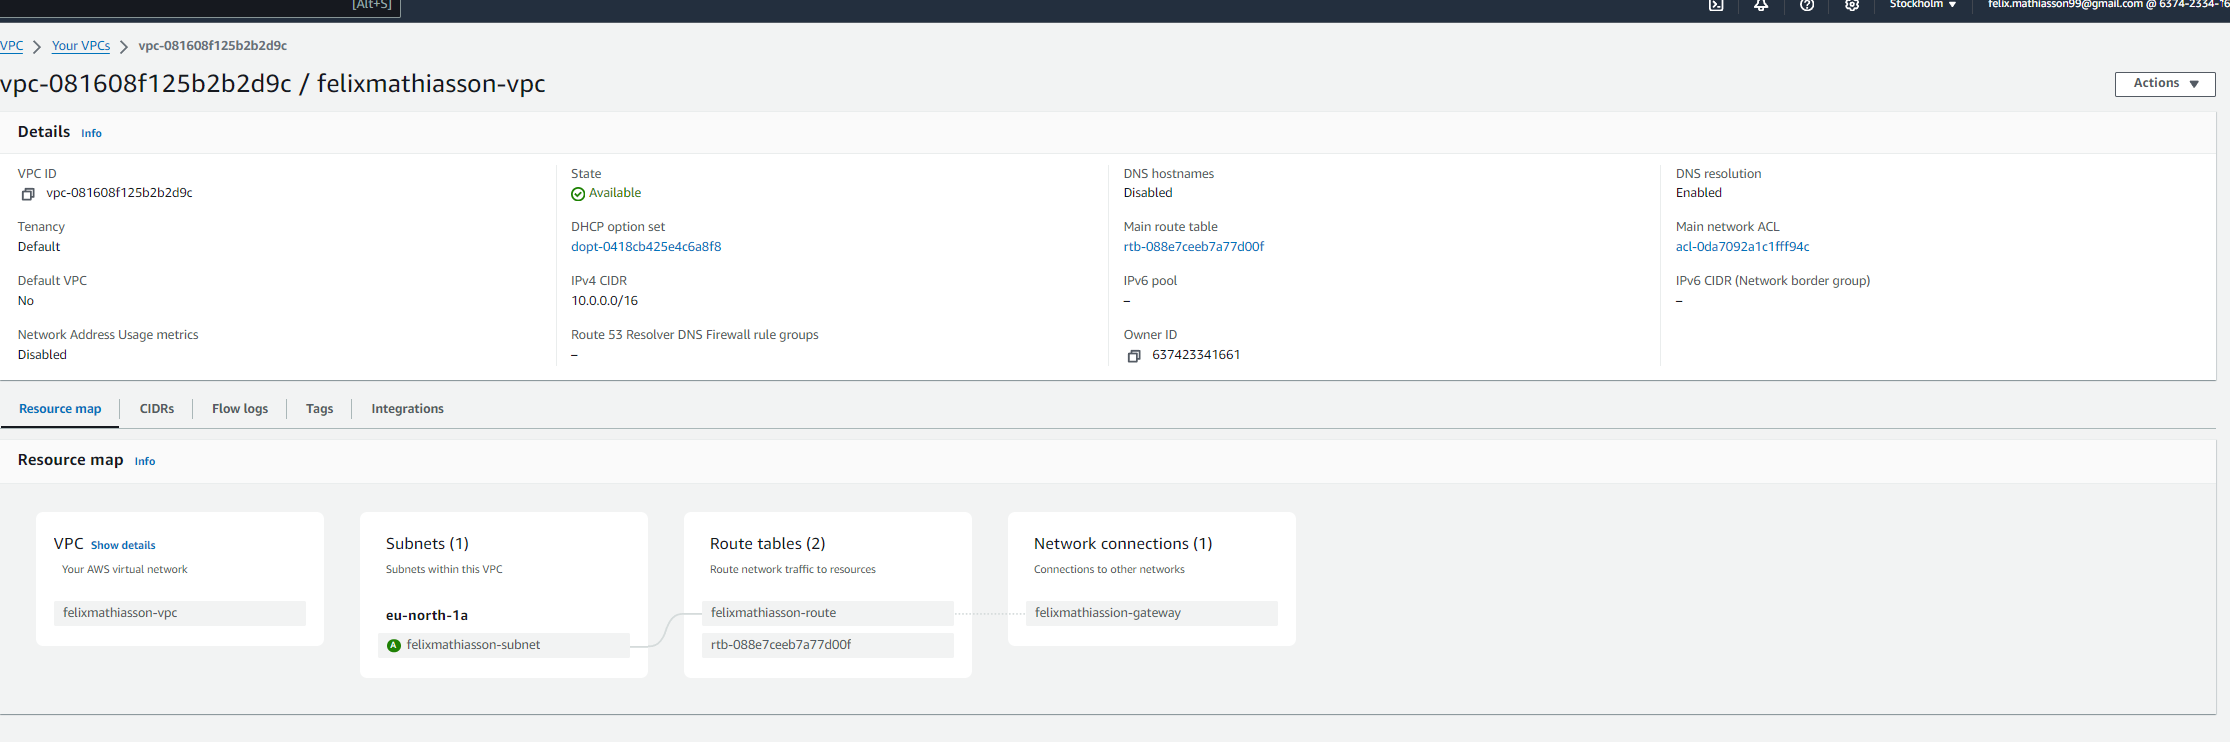 [Alt+S]
Stockholm
felix.mathiasson99@gmail.com @ 6374-2334-16
VPC
Your VPCs
vpc-081608f125b2b2d9c
vpc-081608f125b2b2d9c / felixmathiasson-vpc
Actions
Details
Info
VPC ID
vpc-081608f125b2b2d9c
State
Available
DNS hostnames
Disabled
DNS resolution
Enabled
Tenancy
Default
DHCP option set
dopt-0418cb425e4c6a8f8
Main route table
rtb-088e7ceeb7a77d00f
Main network ACL
acl-0da7092a1c1fff94c
Default VPC
No
IPv4 CIDR
10.0.0.0/16
IPv6 pool
–
IPv6 CIDR (Network border group)
–
Network Address Usage metrics
Disabled
Route 53 Resolver DNS Firewall rule groups
–
Owner ID
637423341661
Resource map
CIDRs
Flow logs
Tags
Integrations
Resource map
Info
VPC
Show details
Your AWS virtual network
felixmathiasson-vpc
Subnets (1)
Subnets within this VPC
eu-north-1a
A
felixmathiasson-subnet
Route tables (2)
Route network traffic to resources
felixmathiasson-route
rtb-088e7ceeb7a77d00f
Network connections (1)
Connections to other networks
felixmathiassion-gateway